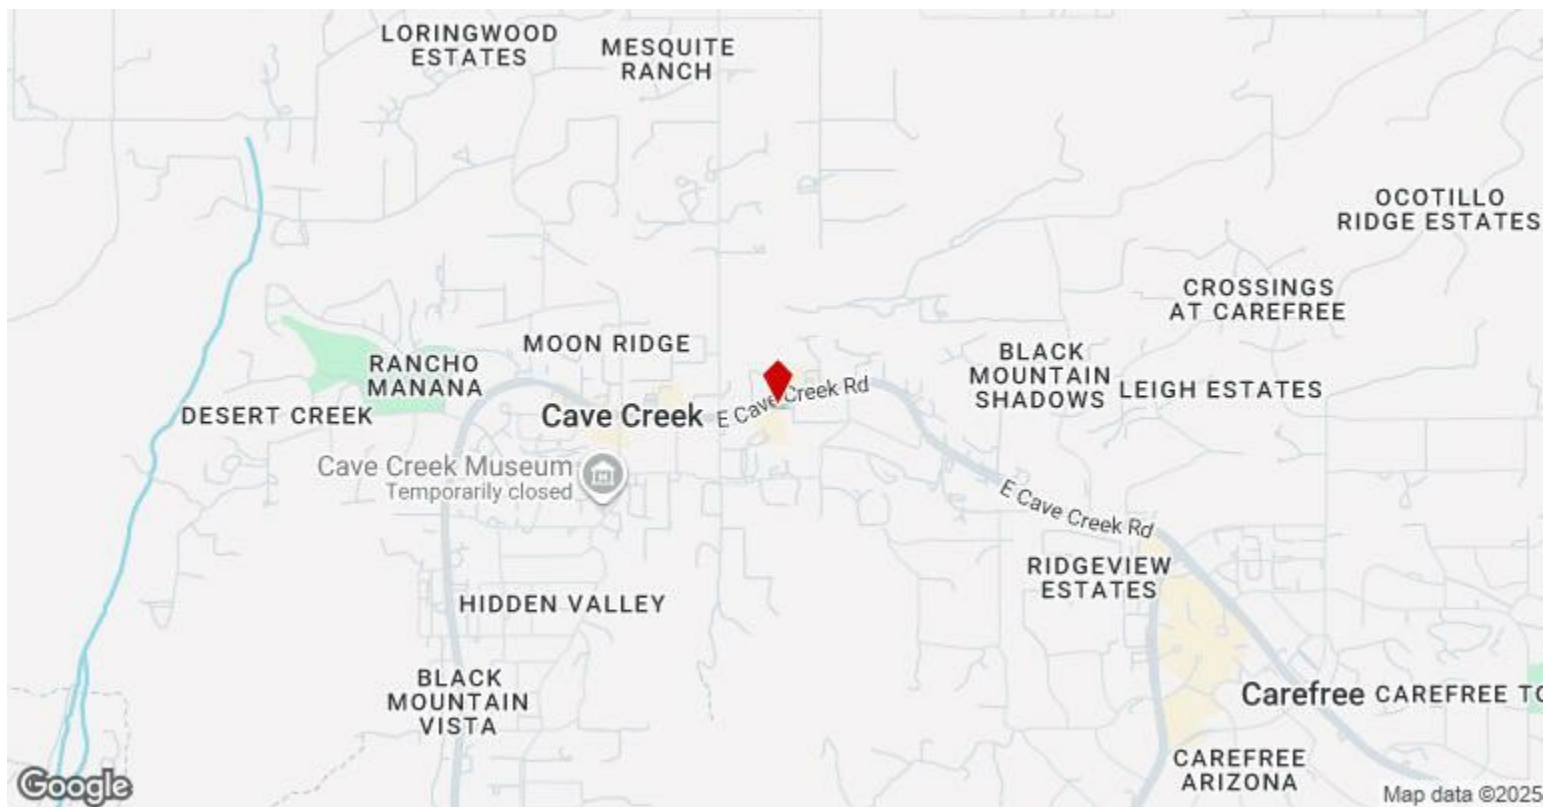 LORINGWOOD
ESTATES
MESQUITE
RANCH
OCOTILLO
RIDGE ESTATES
CROSSINGS
AT CAREFREE
MOON RIDGE
BLACK
MOUNTAIN
SHADOWS
LEIGH ESTATES
RANCHO
MANANA
DESERT CREEK
Cave Creek
E Cave Creek Rd
Cave Creek Museum
Temporarily closed
E Cave Creek Rd
RIDGEVIEW
ESTATES
HIDDEN VALLEY
BLACK
MOUNTAIN
VISTA
Carefree
CAREFREE TO
CAREFREE
ARIZONA
Google
Map data ©2025